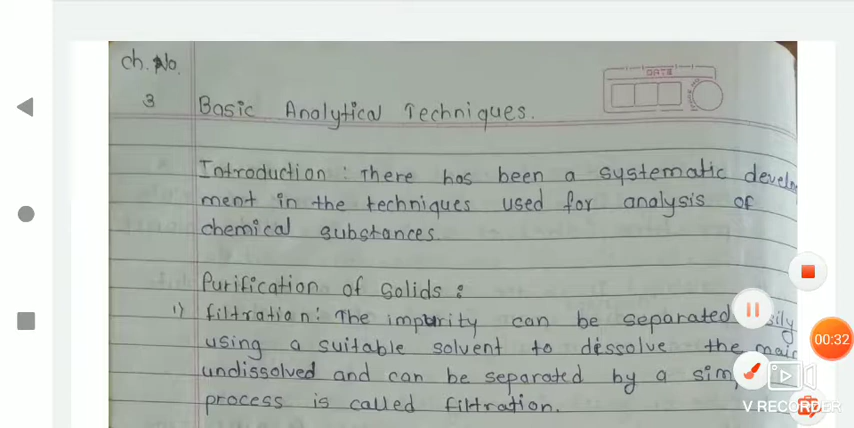 Ch. No.
DATE
3 Basic Analytical Techniques.
Introduction: There has been a systematic develop
ment in the techniques used for analysis of
chemical substances.
Purification of Solids:
1) filtration: The impurity can be separated
using a suitable solvent to dissolve the main
undissolved and can be separated by a
process is called filtration.
00:32
V RECORDER